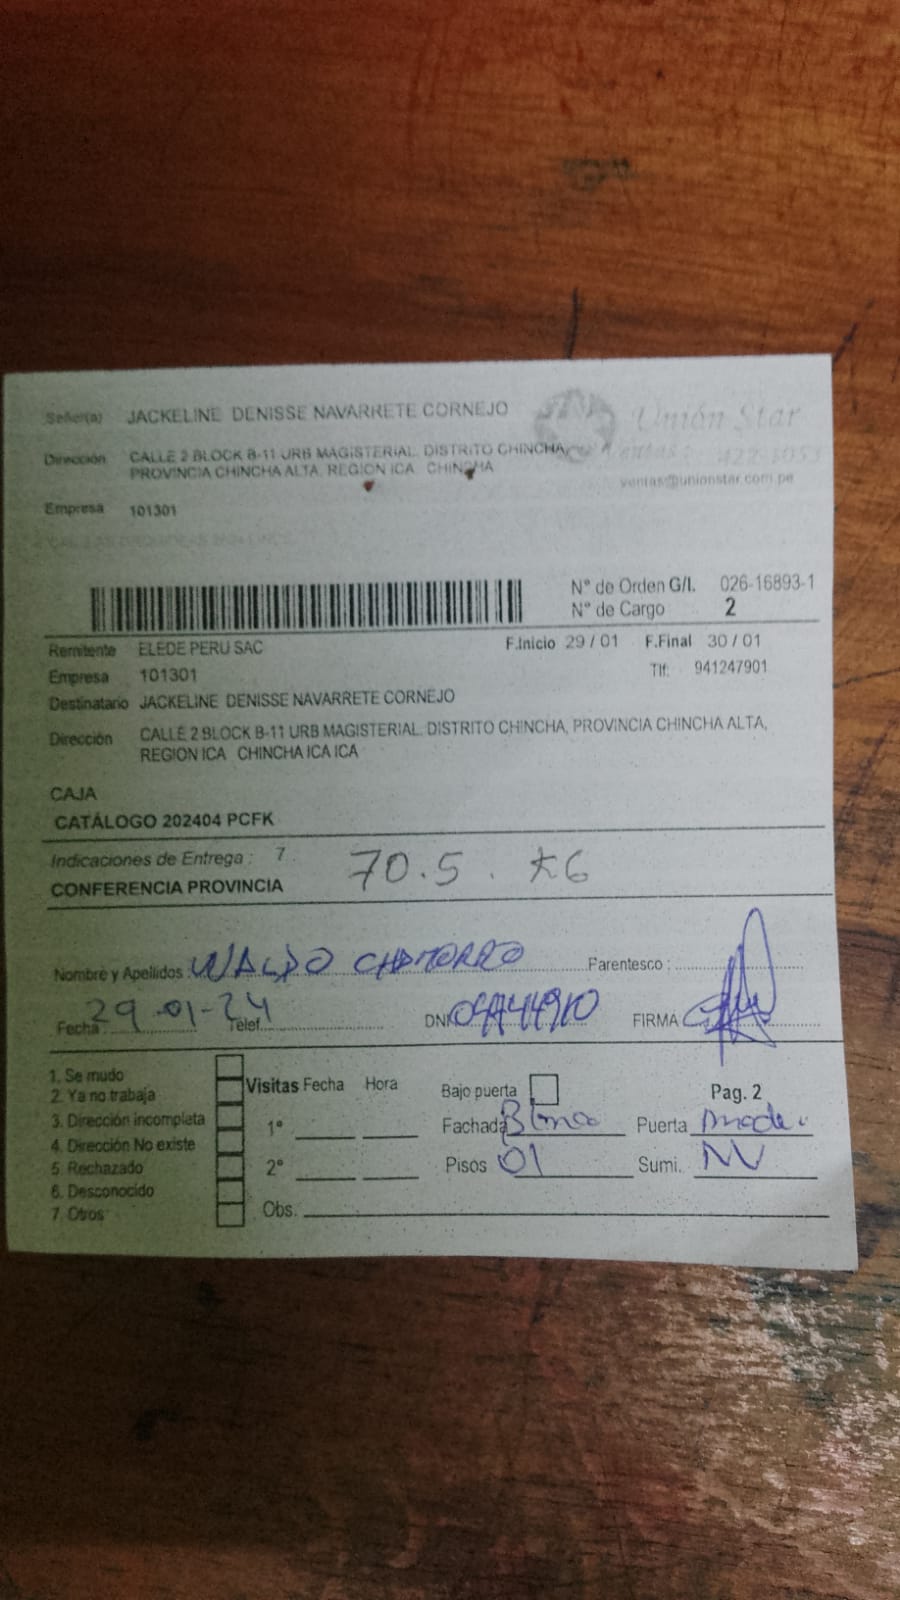 Señor(a) JACKELINE DENISSE NAVARRETE CORNEJO
Unión Star
Dirección CALLE 2 BLOCK B-11 URB MAGISTERIAL. DISTRITO CHINCHA,
PROVINCIA CHINCHA ALTA. REGION ICA CHINCHA
Ventas: 422-1053
ventas@unionstar.com.pe
Empresa 101301
N° de Orden G/I. 026-16893-1
N° de Cargo 2
Remitente ELEDE PERU SAC F.Inicio 29 / 01 F.Final 30 / 01
Empresa 101301 Tlf: 941247901
Destinatario JACKELINE DENISSE NAVARRETE CORNEJO
Dirección CALLE 2 BLOCK B-11 URB MAGISTERIAL. DISTRITO CHINCHA, PROVINCIA CHINCHA ALTA,
REGION ICA CHINCHA ICA ICA
CAJA
CATÁLOGO 202404 PCFK
Indicaciones de Entrega : 7 70.5. KG
CONFERENCIA PROVINCIA
Nombre y Apellidos : WALDO CHAMORRO Parentesco :
Fecha: 29-01-24 Telef. DNI FIRMA
1. Se mudo
2. Ya no trabaja
3. Dirección incompleta
4. Dirección No existe
5. Rechazado
6. Desconocido
7. Otros
Visitas Fecha Hora Bajo puerta Pag. 2
1° Fachada Puerta
2° Pisos 01 Sumi.
Obs.